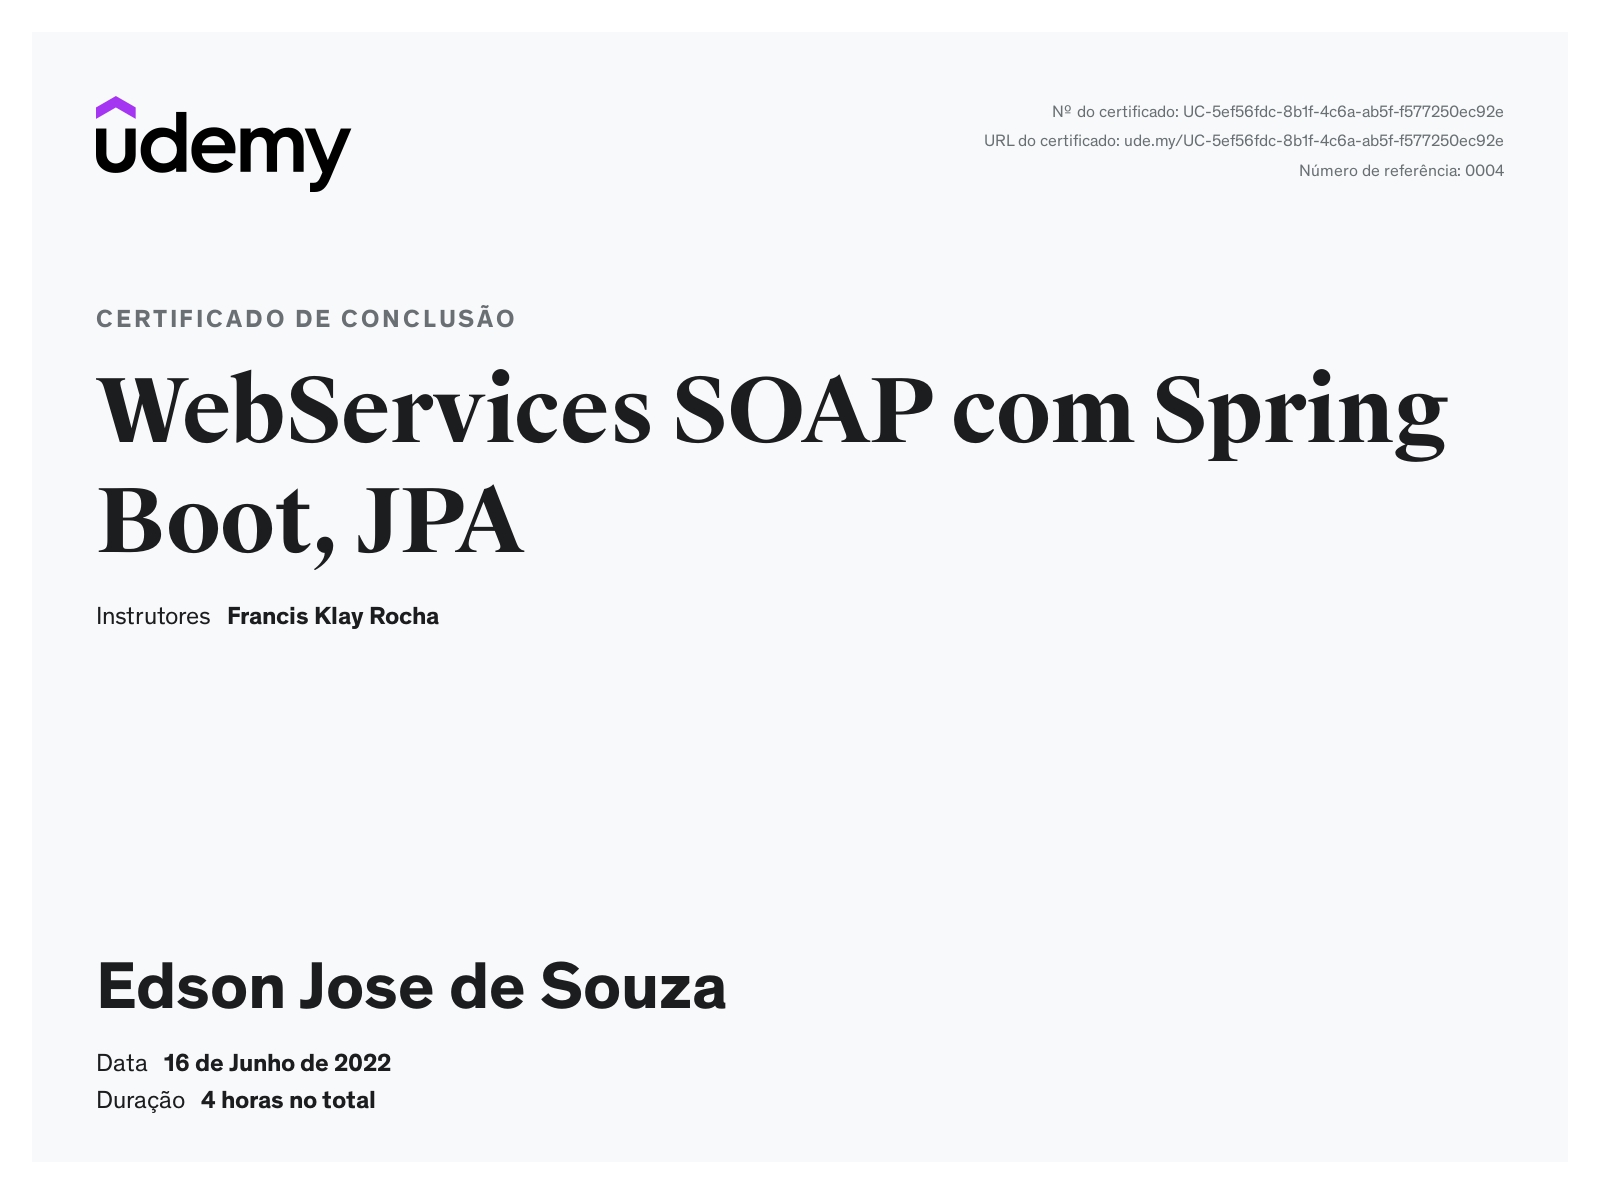 udemy
Nº do certificado: UC-5ef56fdc-8b1f-4c6a-ab5f-f577250ec92e
URL do certificado: ude.my/UC-5ef56fdc-8b1f-4c6a-ab5f-f577250ec92e
Número de referência: 0004
CERTIFICADO DE CONCLUSÃO
WebServices SOAP com Spring
Boot, JPA
Instrutores Francis Klay Rocha
Edson Jose de Souza
Data 16 de Junho de 2022
Duração 4 horas no total